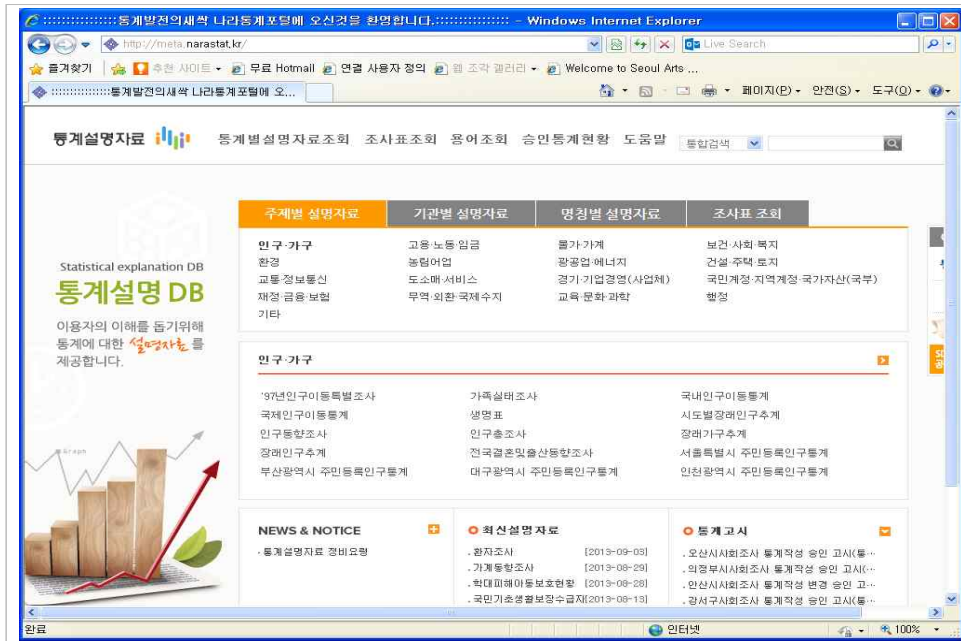 :::::::::::::::통계발전의새싹 나라통계포털에 오신것을 환영합니다.::::::::::::::: - Windows Internet Explorer
http://meta.narastat.kr/
Live Search
즐겨찾기 추천 사이트 무료 Hotmail 연결 사용자 정의 웹 조각 갤러리 Welcome to Seoul Arts ...
:::::::::::::::통계발전의새싹 나라통계포털에 오...
페이지(P) 안전(S) 도구(O)
통계설명자료 통계별설명자료조회 조사표조회 용어조회 승인통계현황 도움말 통합검색
주제별 설명자료 기관별 설명자료 명칭별 설명자료 조사표 조회
인구·가구 고용·노동·임금 물가·가계 보건·사회·복지
환경 농림어업 광공업·에너지 건설·주택·토지
교통·정보통신 도소매·서비스 경기·기업경영(사업체) 국민계정·지역계정·국가자산(국부)
재정·금융·보험 무역·외환·국제수지 교육·문화·과학 행정
기타
Statistical explanation DB
통계설명 DB
이용자의 이해를 돕기위해
통계에 대한 설명자료 를
제공합니다.
Graph
인구·가구
'97년인구이동특별조사 가족실태조사 국내인구이동통계
국제인구이동통계 생명표 시도별장래인구추계
인구동향조사 인구총조사 장래가구추계
장래인구추계 전국결혼및출산동향조사 서울특별시 주민등록인구통계
부산광역시 주민등록인구통계 대구광역시 주민등록인구통계 인천광역시 주민등록인구통계
NEWS & NOTICE
·통계설명자료 정비요령
최신설명자료
.환자조사 [2013-09-03]
.가계동향조사 [2013-08-29]
.학대피해아동보호현황 [2013-08-28]
.국민기초생활보장수급자[2013-08-13]
통계고시
.오산시사회조사 통계작성 승인 고시(통…
.의정부시사회조사 통계작성 승인 고시(…
.안산시사회조사 통계작성 변경 승인 고…
.강서구사회조사 통계작성 승인 고시(통…
완료 인터넷 100%